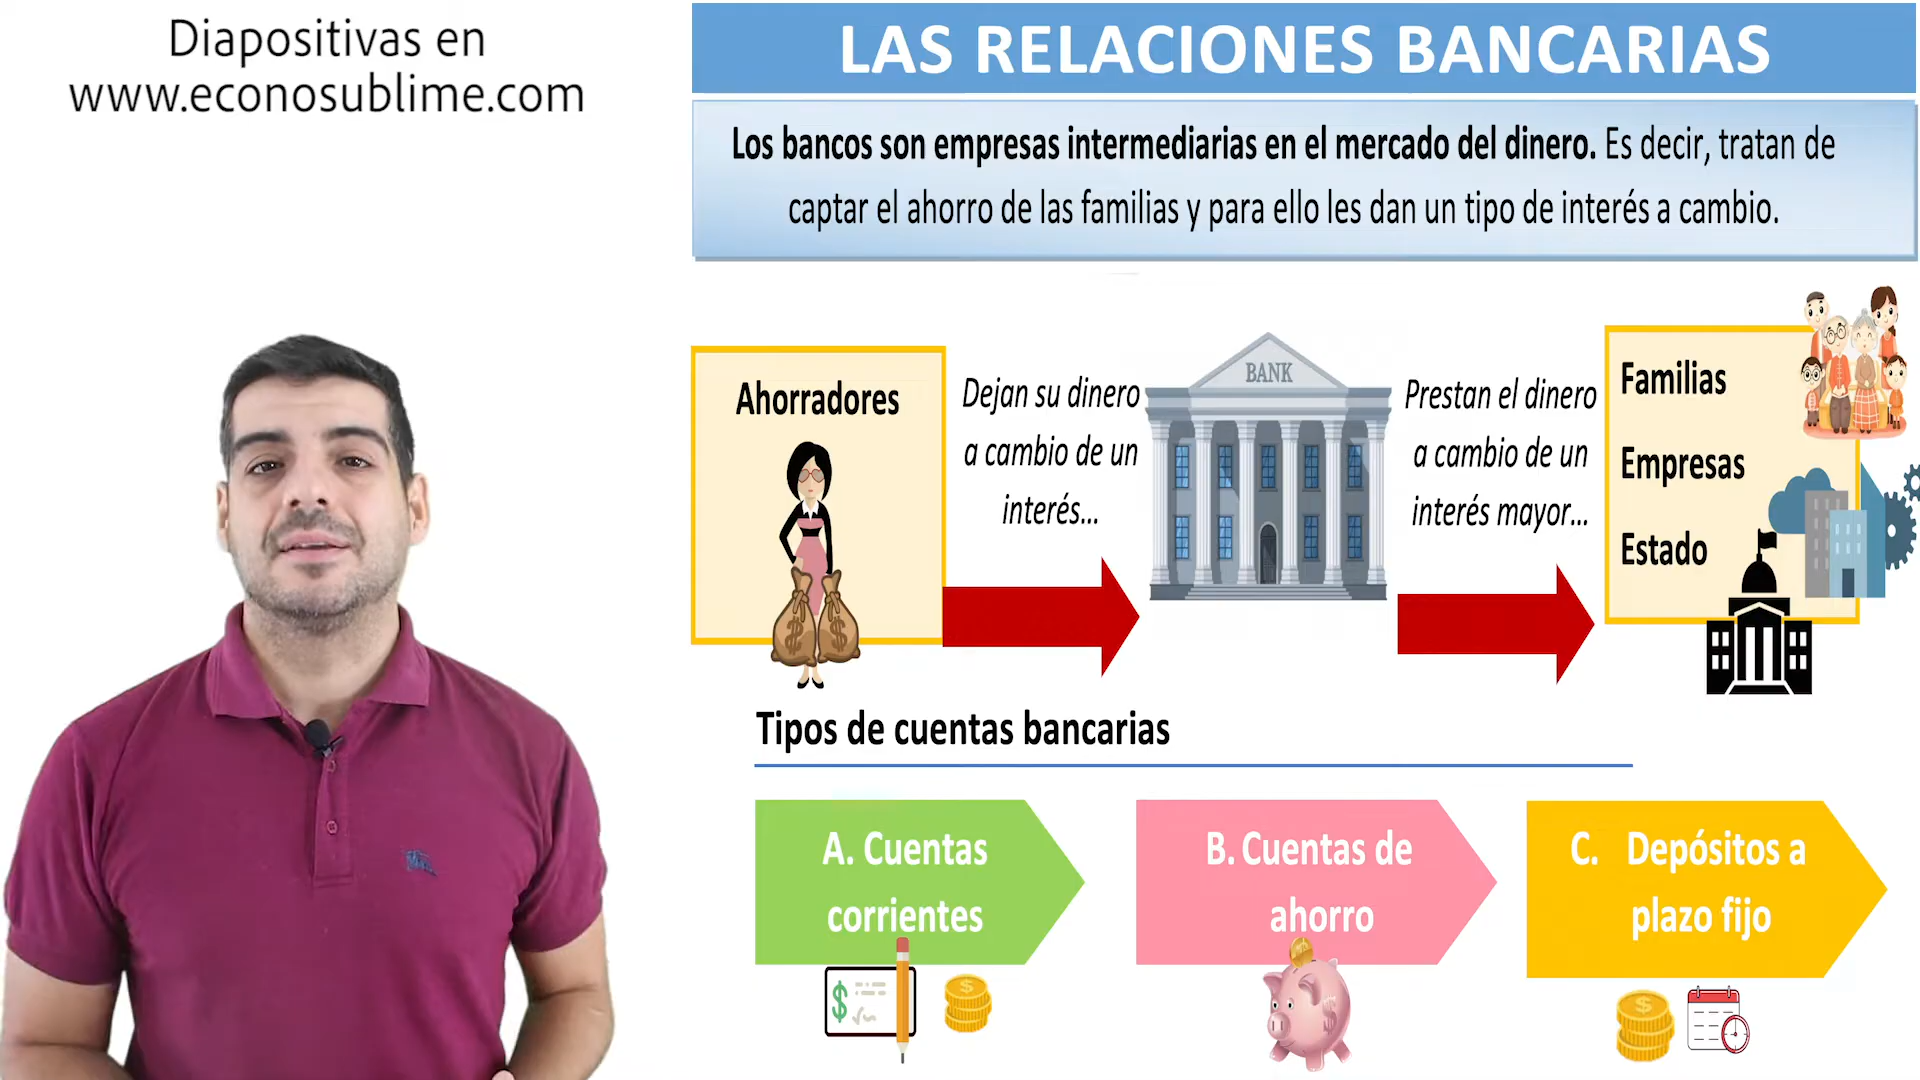 Diapositivas en
www.econosublime.com
LAS RELACIONES BANCARIAS
Los bancos son empresas intermediarias en el mercado del dinero. Es decir, tratan de
captar el ahorro de las familias y para ello les dan un tipo de interés a cambio.
Ahorradores
Dejan su dinero
a cambio de un
interés...
BANK
Prestan el dinero
a cambio de un
interés mayor...
Familias
Empresas
Estado
Tipos de cuentas bancarias
A. Cuentas
corrientes
B. Cuentas de
ahorro
C. Depósitos a
plazo fijo